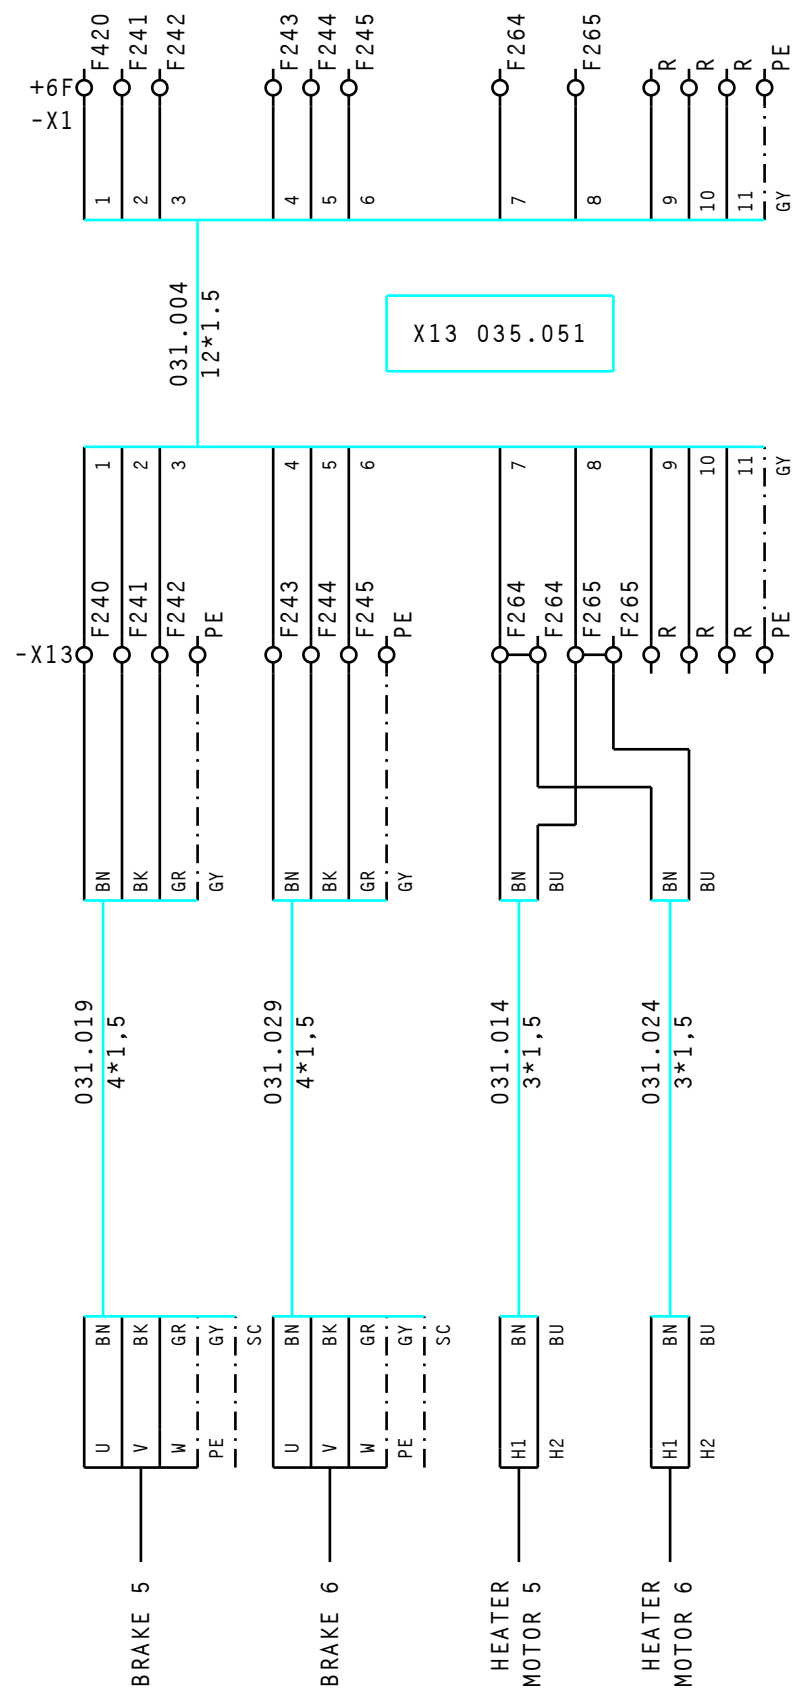 F420
F241
F242
F243
F244
F245
F264
F265
R
R
R
PE
+6F
-X1
1
2
3
4
5
6
7
8
9
10
11
GY
031.004
12*1.5
X13 035.051
1
2
3
4
5
6
7
8
9
10
11
GY
F240
F241
F242
PE
F243
F244
F245
PE
F264
F264
F265
F265
R
R
R
PE
-X13
BN
BK
GR
GY
BN
BK
GR
GY
BN
BU
BN
BU
031.019
4*1,5
031.029
4*1,5
031.014
3*1,5
031.024
3*1,5
BN
BK
GR
GY
SC
BN
BK
GR
GY
SC
BN
BU
BN
BU
U
V
W
PE
U
V
W
PE
H1
H2
H1
H2
BRAKE 5
BRAKE 6
HEATER
MOTOR 5
HEATER
MOTOR 6